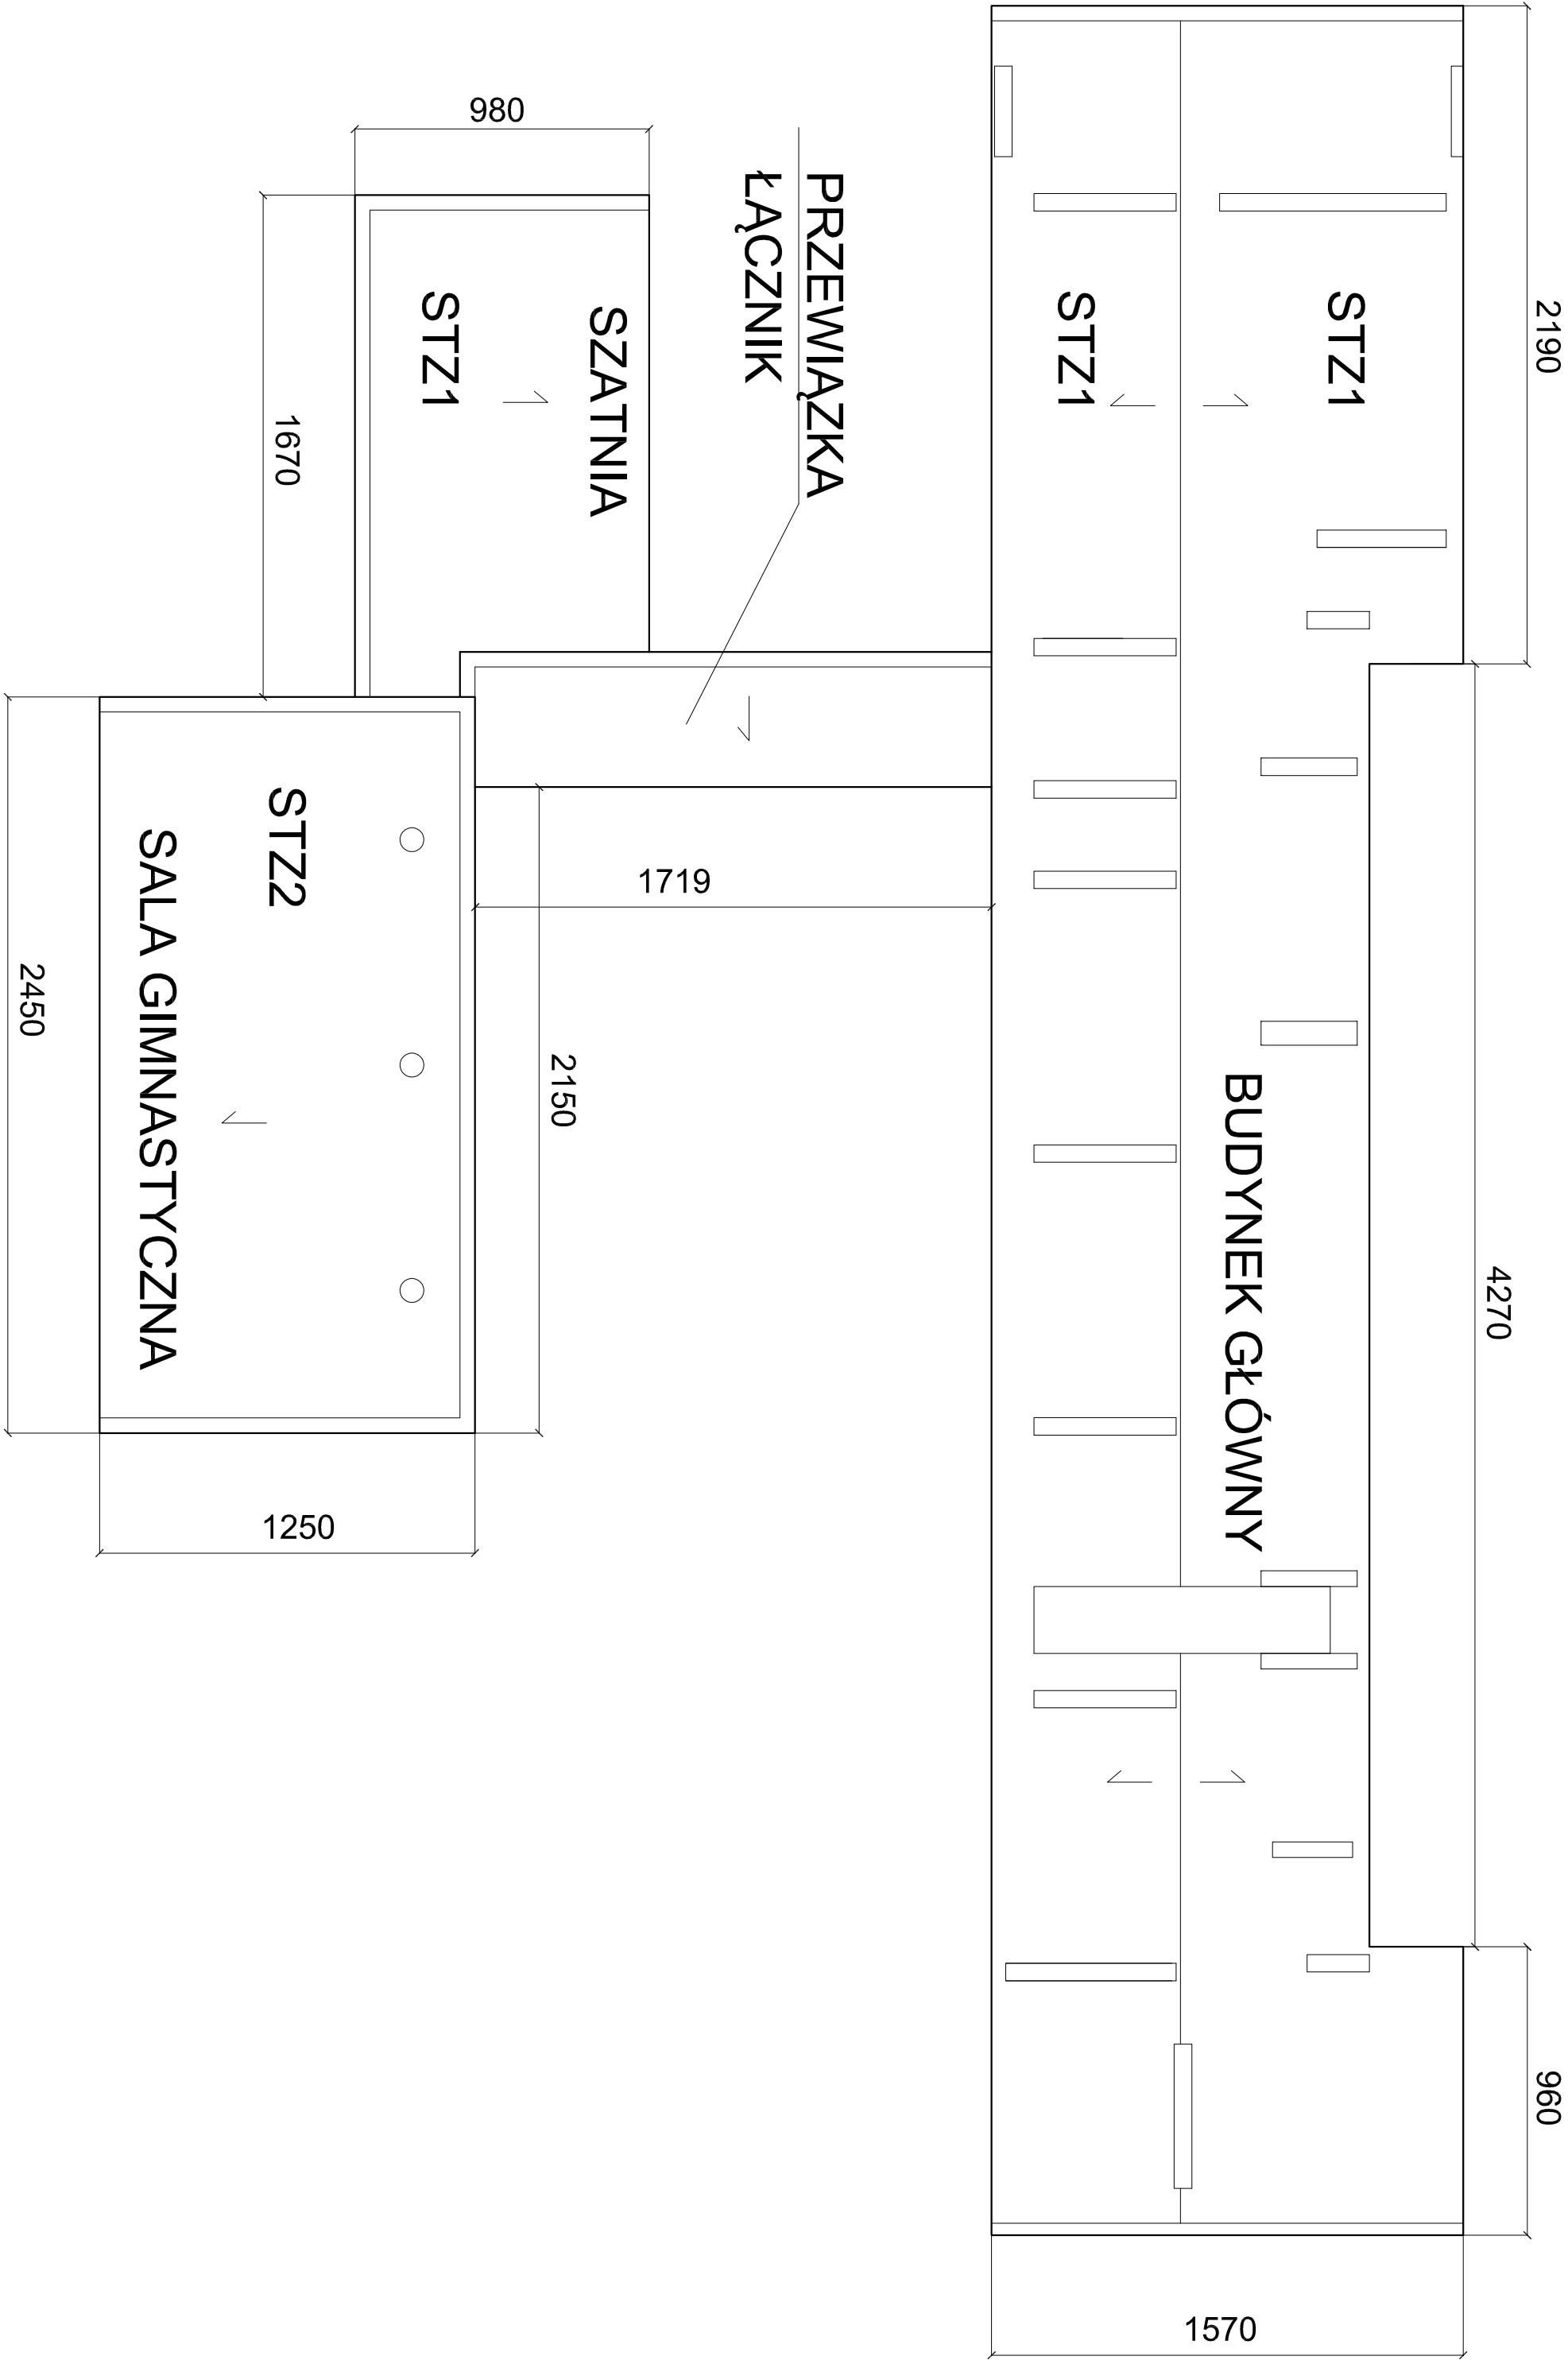 980
1670
SZATNIA
STZ1
PRZEWIĄZKA
ŁĄCZNIK
STZ1
STZ1
2190
4270
960
1570
BUDYNEK GŁÓWNY
1719
2150
STZ2
SALA GIMNASTYCZNA
2450
1250